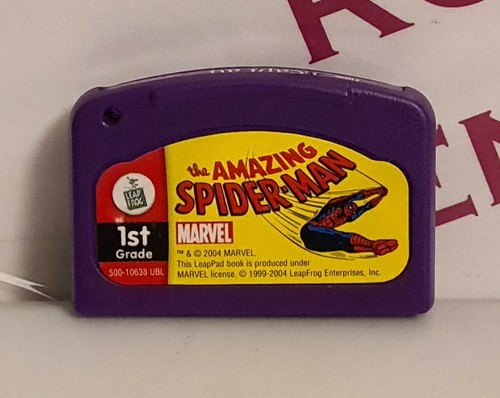 the AMAZING
SPIDER-MAN
LEAP
FROG
1st
Grade
500-10638 UBL
MARVEL
™ & © 2004 MARVEL.
This LeapPad book is produced under
MARVEL license. © 1999-2004 LeapFrog Enterprises, Inc.